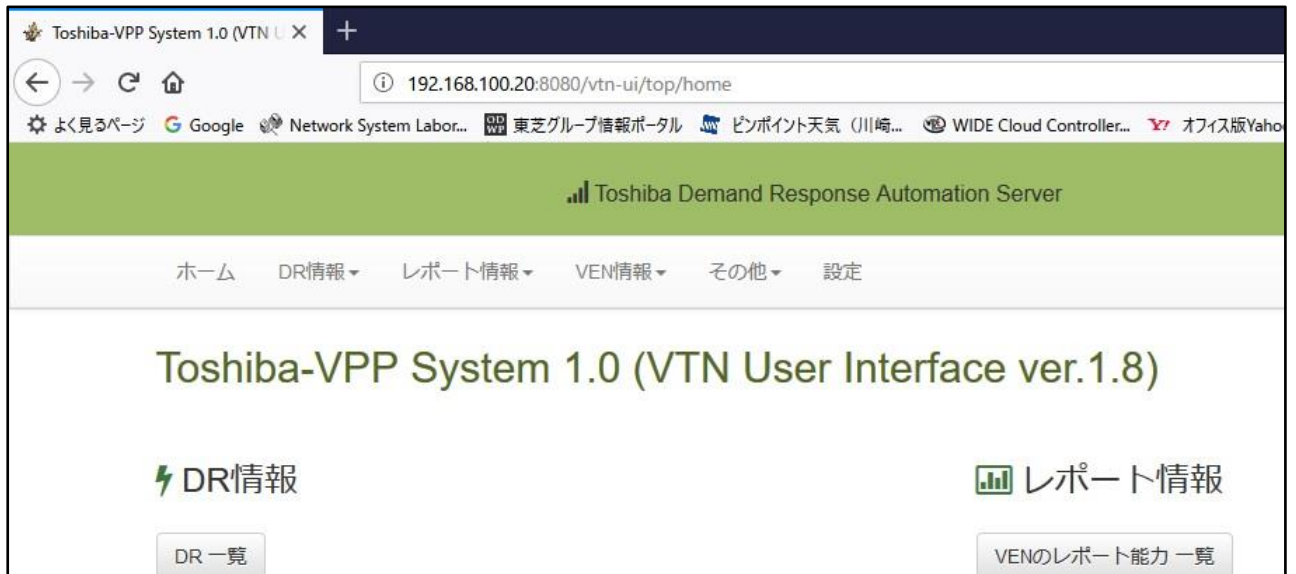 Toshiba-VPP System 1.0 (VTN U
192.168.100.20:8080/vtn-ui/top/home
よく見るページ Google Network System Labor... 東芝グループ情報ポータル ピンポイント天気（川崎... WIDE Cloud Controller... オフィス版Yaho
Toshiba Demand Response Automation Server
ホーム DR情報 レポート情報 VEN情報 その他 設定
Toshiba-VPP System 1.0 (VTN User Interface ver.1.8)
DR情報 レポート情報
DR 一覧 VENのレポート能力 一覧